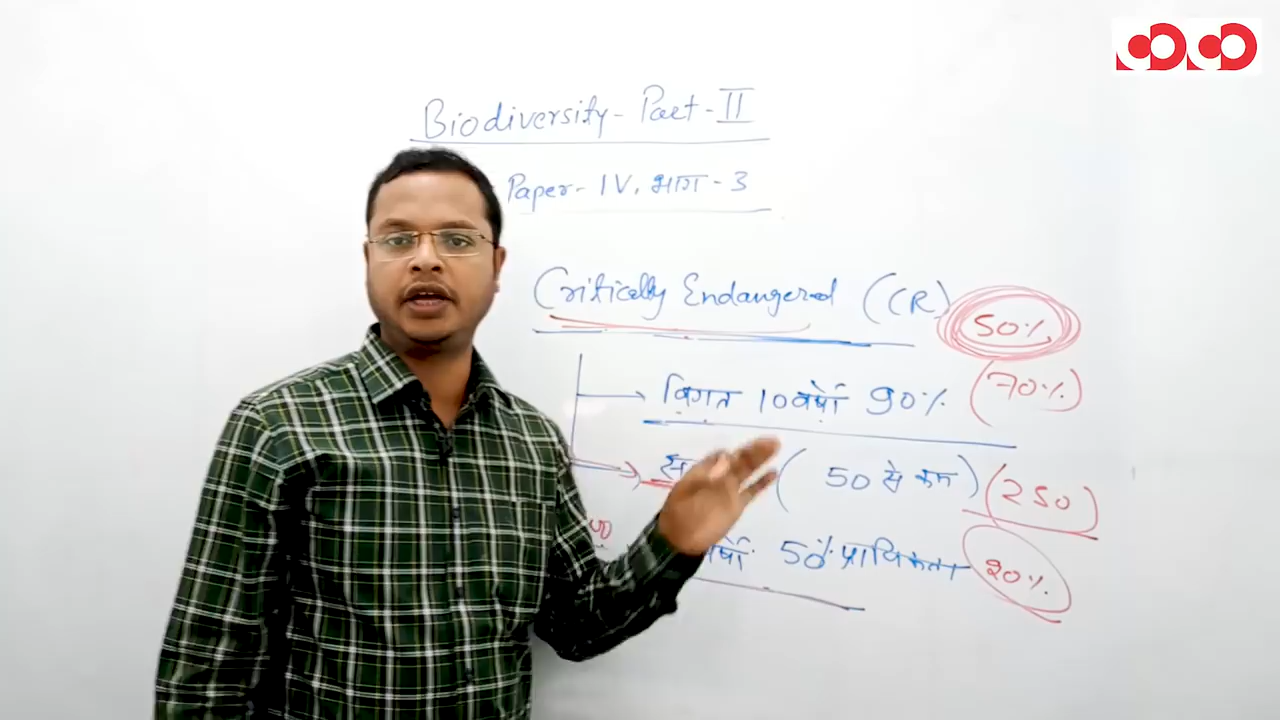 Biodiversity - Part - II
Paper - IV, भाग - 3
Critically Endangered (CR) 50%
विगत 10 वर्षों 90% (70%)
(50 से कम) (250)
50% प्रायिकता 20%